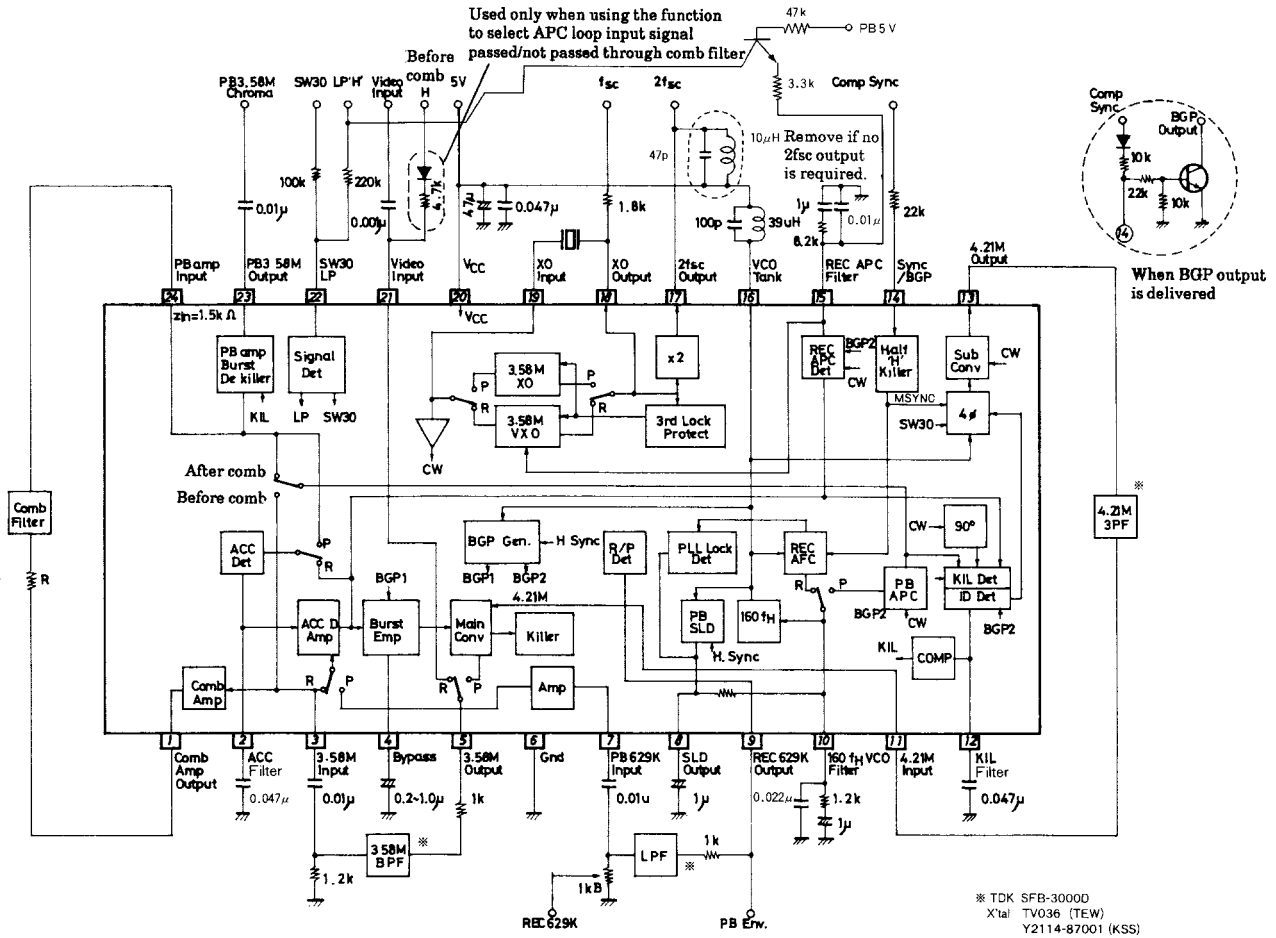 Used only when using the function
to select APC loop input signal
passed/not passed through comb filter
47k
PB 5 V
3.3k
Before
comb
PB3.58M
Chroma
SW30
LP'H'
Video
Input
H
5V
fsc
2fsc
Comp Sync
Comp
Sync
BGP
Output
10k
22k
10k
14
When BGP output
is delivered
0.01µ
100k
220k
0.001µ
4.7k
47µ
0.047µ
1.8k
47p
10µH
Remove if no
2fsc output
is required.
100p
39uH
1µ
0.01µ
8.2k
22k
PB amp
Input
PB3 58M
Output
SW30
LP
Video
Input
VCC
XO
Input
XO
Output
2fsc
Output
VCO
Tank
REC APC
Filter
Sync
/BGP
4.21M
Output
24
23
22
21
20
19
18
17
16
15
14
13
zin=1.5k Ω
VCC
PB amp
Burst
De killer
KIL
Signal
Det
LP
SW30
3.58M
XO
P
R
3.58M
VXO
P
R
CW
x2
3rd Lock
Protect
REC
APC
Det
BGP2
CW
Half
'H'
Killer
MSYNC
Sub
Conv
CW
SW30
4ø
After comb
Before comb
Comb
Filter
R
※
4.21M
3PF
ACC
Det
P
R
BGP Gen.
H Sync
BGP1
BGP2
R/P
Det
PLL Lock
Det
REC
AFC
CW
90°
R
P
PB
APC
BGP2
CW
KIL Det
ID Det
BGP2
BGP1
4.21M
ACC D
Amp
Burst
Emp
Main
Conv
Killer
PB
SLD
H. Sync
160 fH
KIL
COMP
Comb
Amp
R
P
R
P
Amp
1
2
3
4
5
6
7
8
9
10
11
12
Comb
Amp
Output
ACC
Filter
3.58M
Input
Bypass
3.58M
Output
Gnd
PB 629K
Input
SLD
Output
REC629K
Output
160 fH VCO
Filter
4.21M
Input
KIL
Filter
0.047µ
0.01µ
0.2~1.0µ
1k
0.01u
1µ
0.022µ
1.2k
1µ
0.047µ
3.58M
BPF
※
1.2k
LPF
※
1k
1kB
REC629K
PB Env.
※ TDK SFB-3000D
X'tal TV036 (TEW)
Y2114-87001 (KSS)